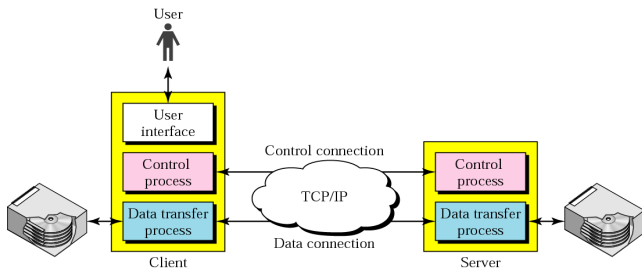 User
User
interface
Control connection
Control
process
Control
process
TCP/IP
Data transfer
process
Data transfer
process
Data connection
Client
Server